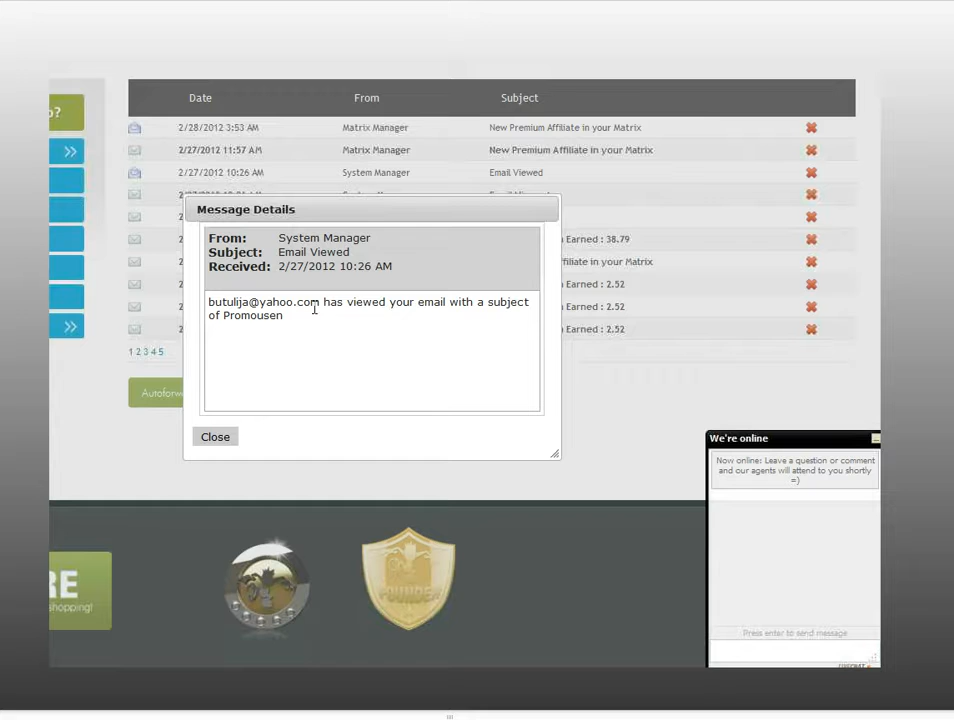 Date From Subject
?
2/28/2012 3:53 AM Matrix Manager New Premium Affiliate in your Matrix
2/27/2012 11:57 AM Matrix Manager New Premium Affiliate in your Matrix
2/27/2012 10:26 AM System Manager Email Viewed
Message Details
From: System Manager
Subject: Email Viewed
Received: 2/27/2012 10:26 AM
butulija@yahoo.com has viewed your email with a subject
of Promousen
Close
Earned : 38.79
ffiliate in your Matrix
Earned : 2.52
Earned : 2.52
Earned : 2.52
1 2 3 4 5
Autoforw
We're online
Now online: Leave a question or comment
and our agents will attend to you shortly
=)
Press enter to send message
RE
hopping!
FOUNDER